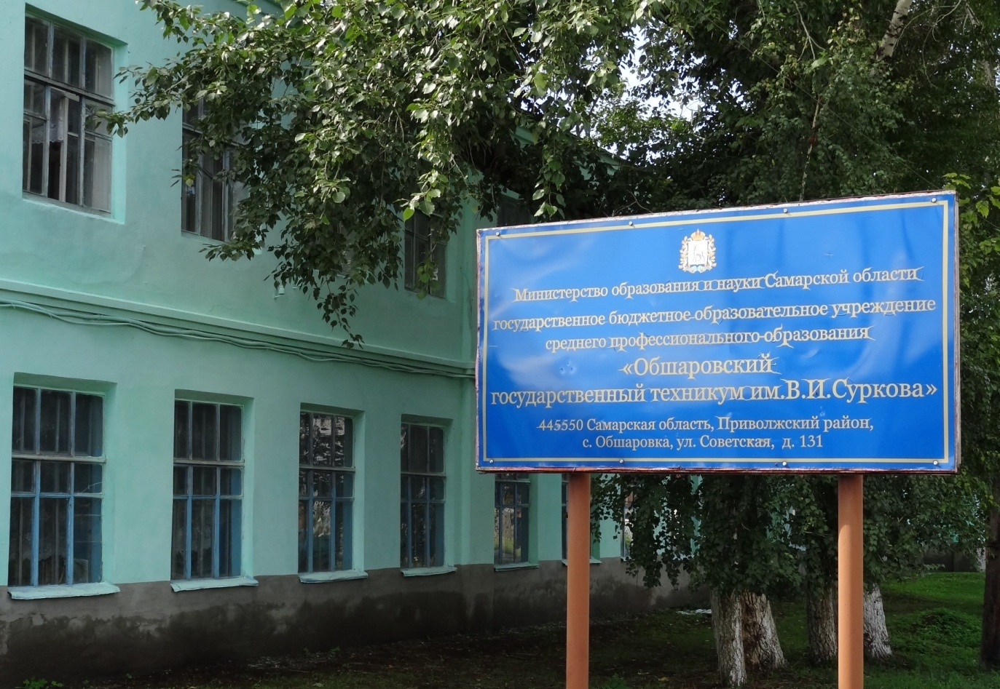 Министерство образования и науки Самарской области
государственное бюджетное образовательное учреждение
среднего профессионального образования
«Обшаровский
государственный техникум им.В.И.Суркова»
445550 Самарская область, Приволжский район,
с. Обшаровка, ул. Советская, д. 131